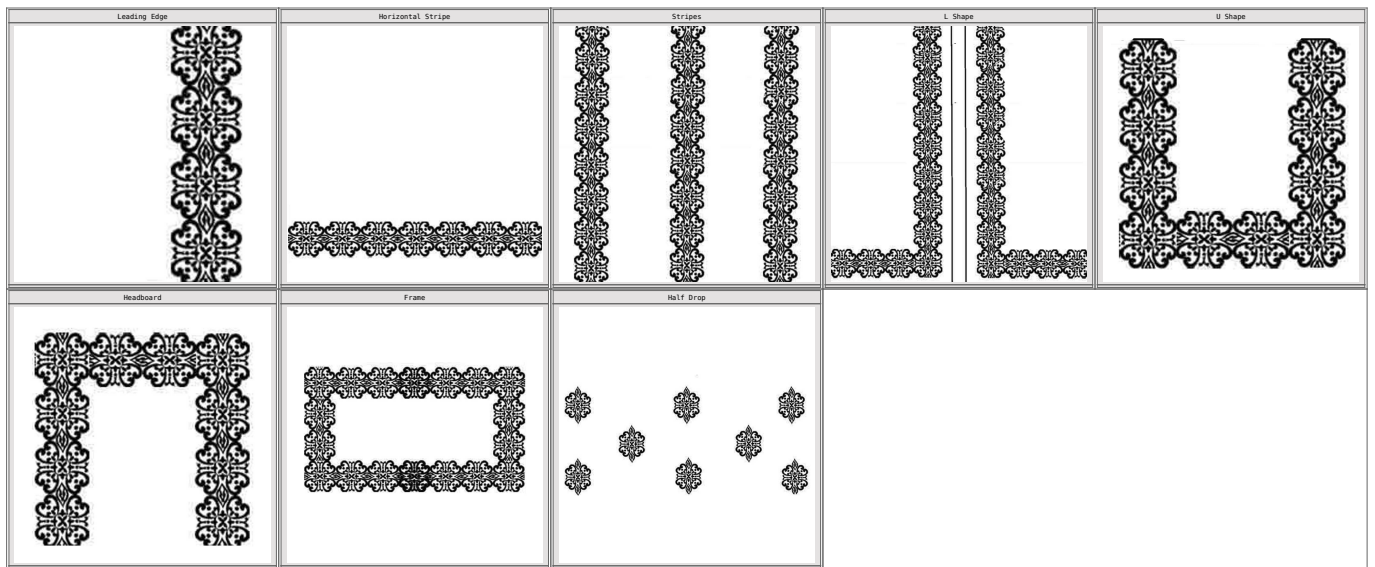 Leading Edge
Horizontal Stripe
Stripes
L Shape
U Shape
Headboard
Frame
Half Drop